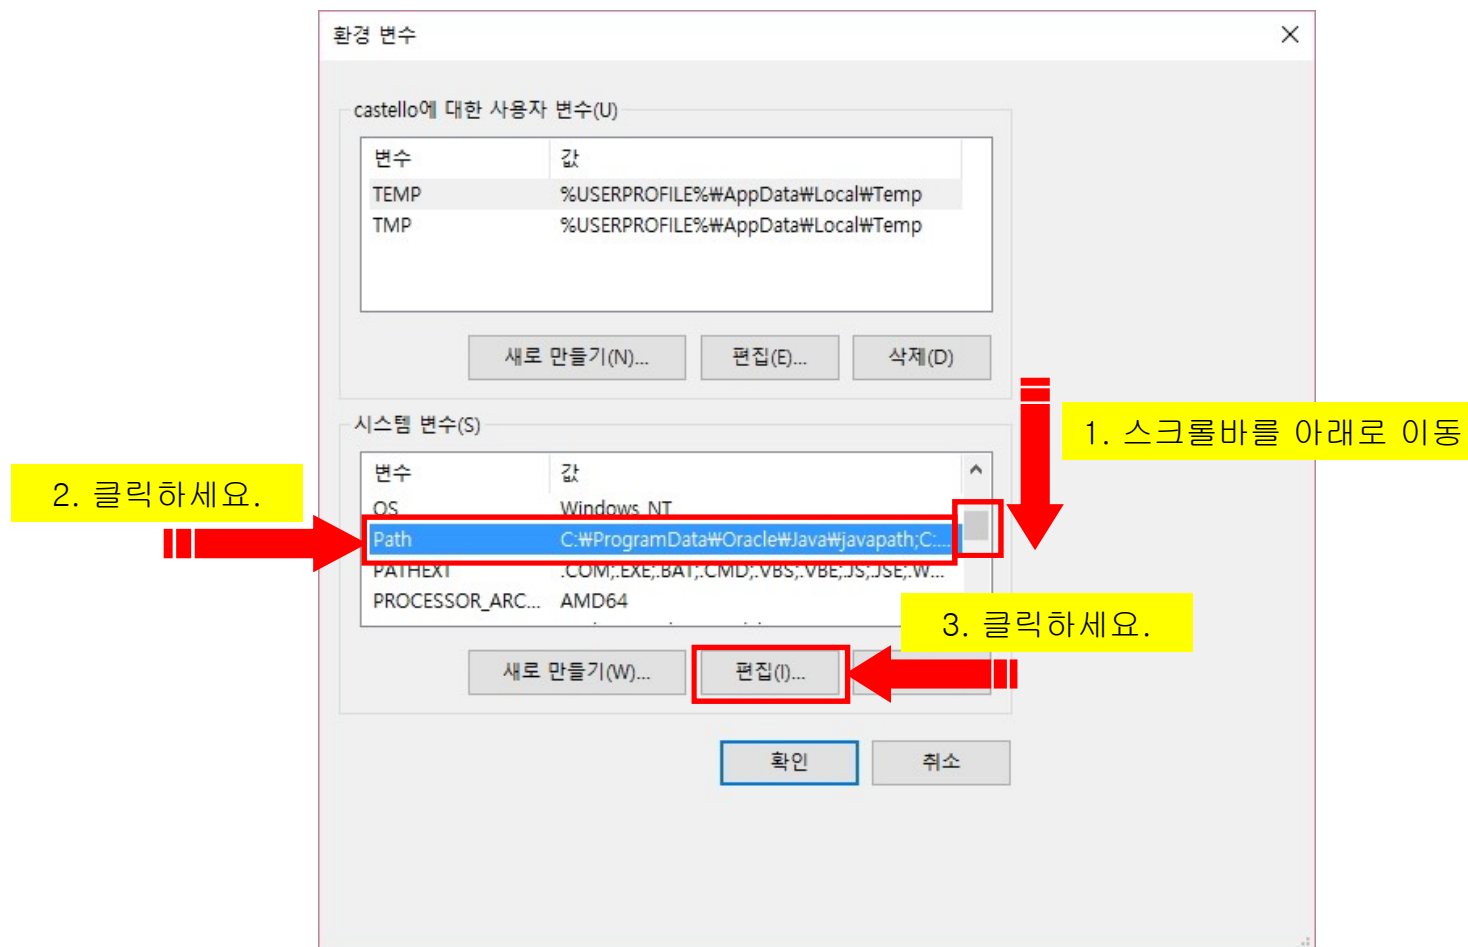 환경 변수
castello에 대한 사용자 변수(U)
변수 값
TEMP %USERPROFILE%₩AppData₩Local₩Temp
TMP %USERPROFILE%₩AppData₩Local₩Temp
새로 만들기(N)... 편집(E)... 삭제(D)
1. 스크롤바를 아래로 이동
시스템 변수(S)
변수 값
2. 클릭하세요.
OS Windows_NT
Path C:₩ProgramData₩Oracle₩Java₩javapath;C:...
PATHEXT .COM;.EXE;.BAT;.CMD;.VBS;.VBE;.JS;.JSE;.W...
PROCESSOR_ARC... AMD64
3. 클릭하세요.
새로 만들기(W)... 편집(I)...
확인 취소